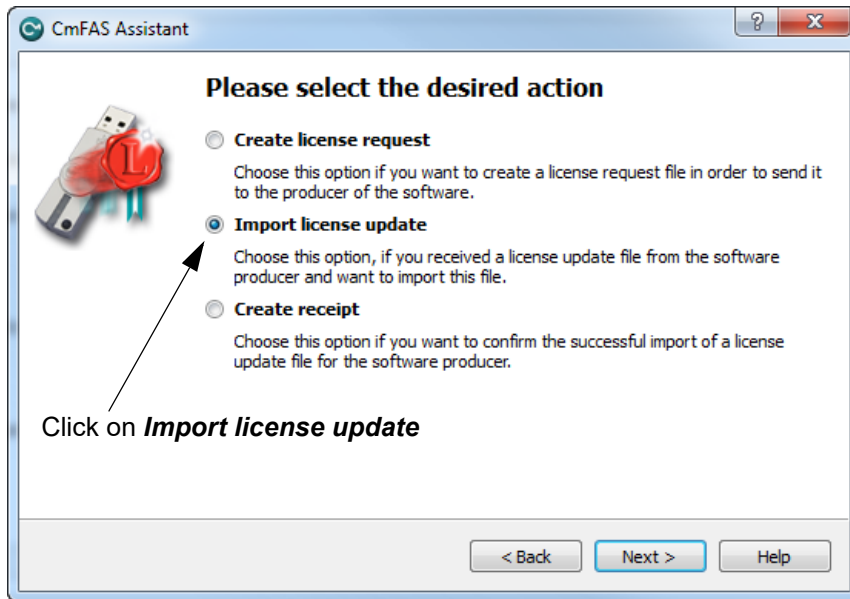 CmFAS Assistant
Please select the desired action
Create license request
Choose this option if you want to create a license request file in order to send it
to the producer of the software.
L
Import license update
Choose this option, if you received a license update file from the software
producer and want to import this file.
Create receipt
Choose this option if you want to confirm the successful import of a license
update file for the software producer.
Click on Import license update
< Back
Next >
Help